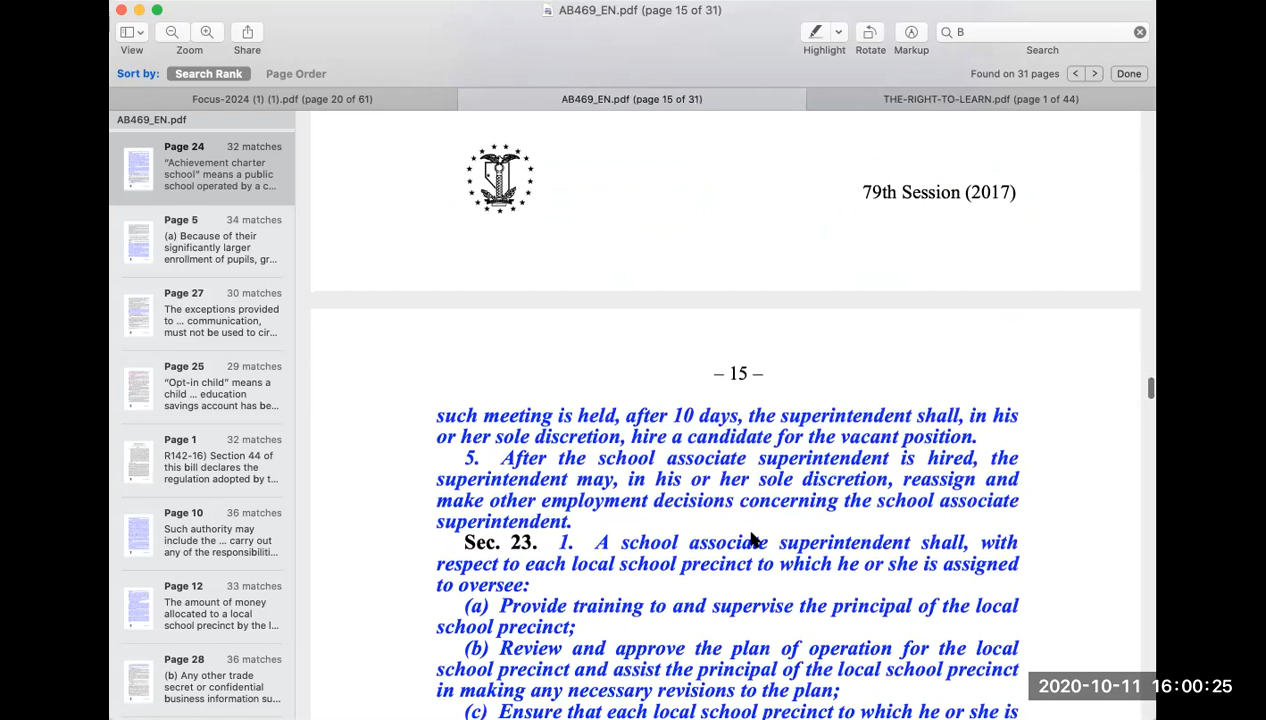 AB469_EN.pdf (page 15 of 31)
B
View
Zoom
Share
Highlight
Rotate
Markup
Search
Sort by:
Search Rank
Page Order
Found on 31 pages
Done
Focus-2024 (1) (1).pdf (page 20 of 61)
AB469_EN.pdf (page 15 of 31)
THE-RIGHT-TO-LEARN.pdf (page 1 of 44)
AB469_EN.pdf
Page 24 32 matches
“Achievement charter
school” means a public
school operated by a c...
Page 5 34 matches
(a) Because of their
significantly larger
enrollment of pupils, gr...
Page 27 30 matches
The exceptions provided
to ... communication,
must not be used to cir...
Page 25 29 matches
“Opt-in child” means a
child ... education
savings account has be...
Page 1 32 matches
R142-16) Section 44 of
this bill declares the
regulation adopted by t...
Page 10 36 matches
Such authority may
include the ... carry out
any of the responsibiliti...
Page 12 33 matches
The amount of money
allocated to a local
school precinct by the l...
Page 28 36 matches
(b) Any other trade
secret or confidential
business information su...
79th Session (2017)
– 15 –
such meeting is held, after 10 days, the superintendent shall, in his
or her sole discretion, hire a candidate for the vacant position.
5. After the school associate superintendent is hired, the
superintendent may, in his or her sole discretion, reassign and
make other employment decisions concerning the school associate
superintendent.
Sec. 23. 1. A school associate superintendent shall, with
respect to each local school precinct to which he or she is assigned
to oversee:
(a) Provide training to and supervise the principal of the local
school precinct;
(b) Review and approve the plan of operation for the local
school precinct and assist the principal of the local school precinct
in making any necessary revisions to the plan;
(c) Ensure that each local school precinct to which he or she is
2020-10-11 16:00:25